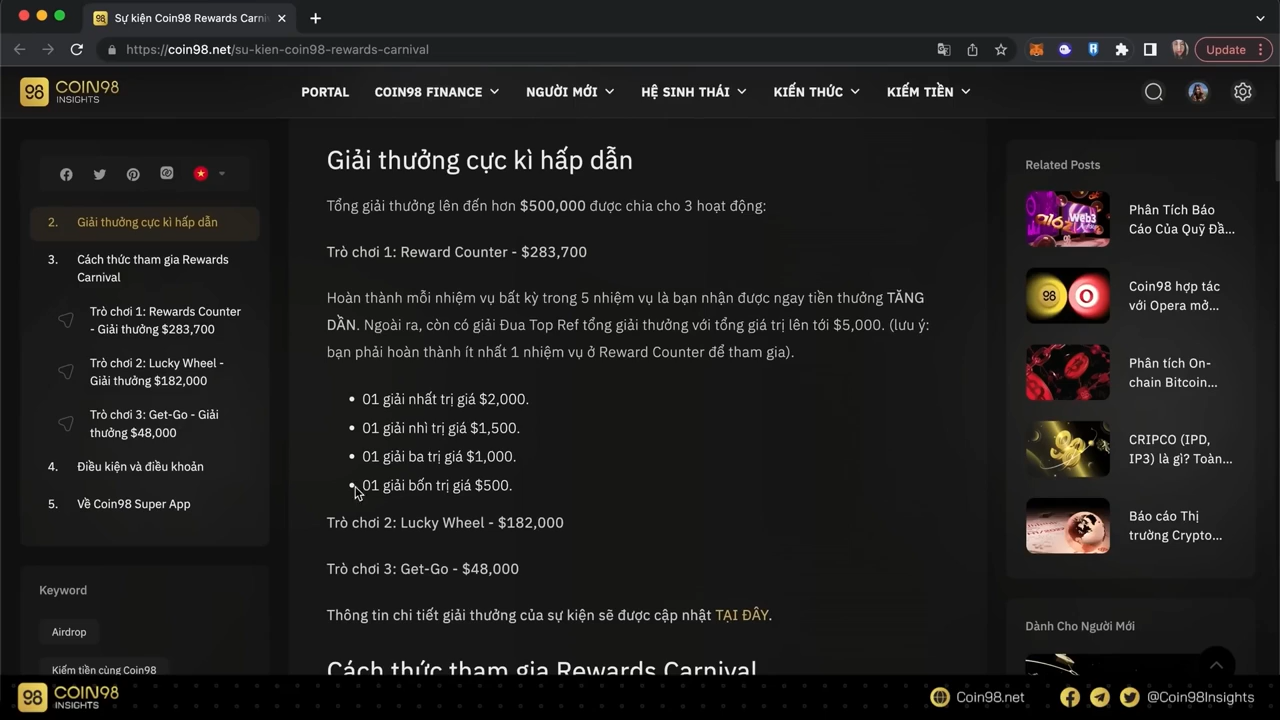 Sự kiện Coin98 Rewards Carni
https://coin98.net/su-kien-coin98-rewards-carnival
Update
98
COIN98
INSIGHTS
PORTAL
COIN98 FINANCE
NGƯỜI MỚI
HỆ SINH THÁI
KIẾN THỨC
KIẾM TIỀN
2. Giải thưởng cực kì hấp dẫn
3. Cách thức tham gia Rewards
Carnival
Trò chơi 1: Reward Counter
- Giải thưởng $283,700
Trò chơi 2: Lucky Wheel -
Giải thưởng $182,000
Trò chơi 3: Get-Go - Giải
thưởng $48,000
4. Điều kiện và điều khoản
5. Về Coin98 Super App
Keyword
Airdrop
Kiếm tiền cùng Coin98
Giải thưởng cực kì hấp dẫn
Tổng giải thưởng lên đến hơn $500,000 được chia cho 3 hoạt động:
Trò chơi 1: Reward Counter - $283,700
Hoàn thành mỗi nhiệm vụ bất kỳ trong 5 nhiệm vụ là bạn nhận được ngay tiền thưởng TĂNG
DẦN. Ngoài ra, còn có giải Đua Top Ref tổng giải thưởng với tổng giá trị lên tới $5,000. (lưu ý:
bạn phải hoàn thành ít nhất 1 nhiệm vụ ở Reward Counter để tham gia).
• 01 giải nhất trị giá $2,000.
• 01 giải nhì trị giá $1,500.
• 01 giải ba trị giá $1,000.
• 01 giải bốn trị giá $500.
Trò chơi 2: Lucky Wheel - $182,000
Trò chơi 3: Get-Go - $48,000
Thông tin chi tiết giải thưởng của sự kiện sẽ được cập nhật TẠI ĐÂY.
Cách thức tham gia Rewards Carnival
Related Posts
Web3
Phân Tích Báo
Cáo Của Quỹ Đầ...
98
Coin98 hợp tác
với Opera mở...
Phân tích On-
chain Bitcoin...
CRIPCO (IPD,
IP3) là gì? Toàn...
Báo cáo Thị
trường Crypto...
Dành Cho Người Mới
98
COIN98
INSIGHTS
Coin98.net
@Coin98Insights